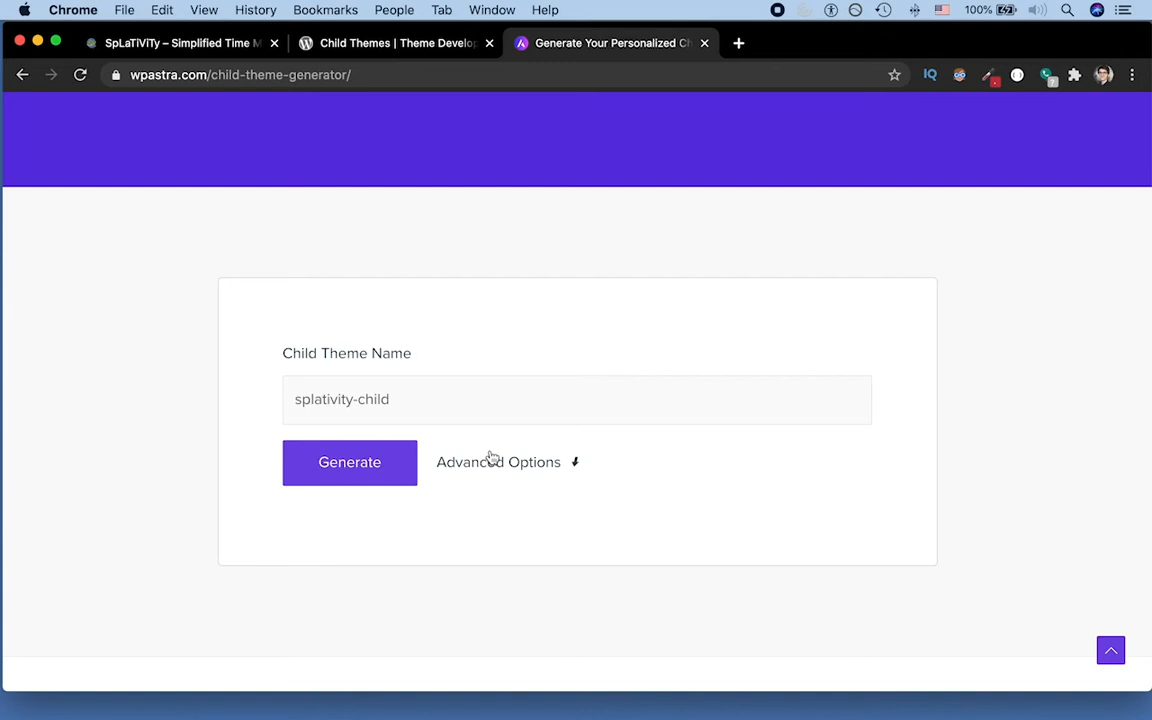 Chrome File Edit View History Bookmarks People Tab Window Help 100%
SpLaTiViTy – Simplified Time M
Child Themes | Theme Develop
Generate Your Personalized Ch
wpastra.com/child-theme-generator/
IQ
?
Child Theme Name
splativity-child
Generate
Advanced Options